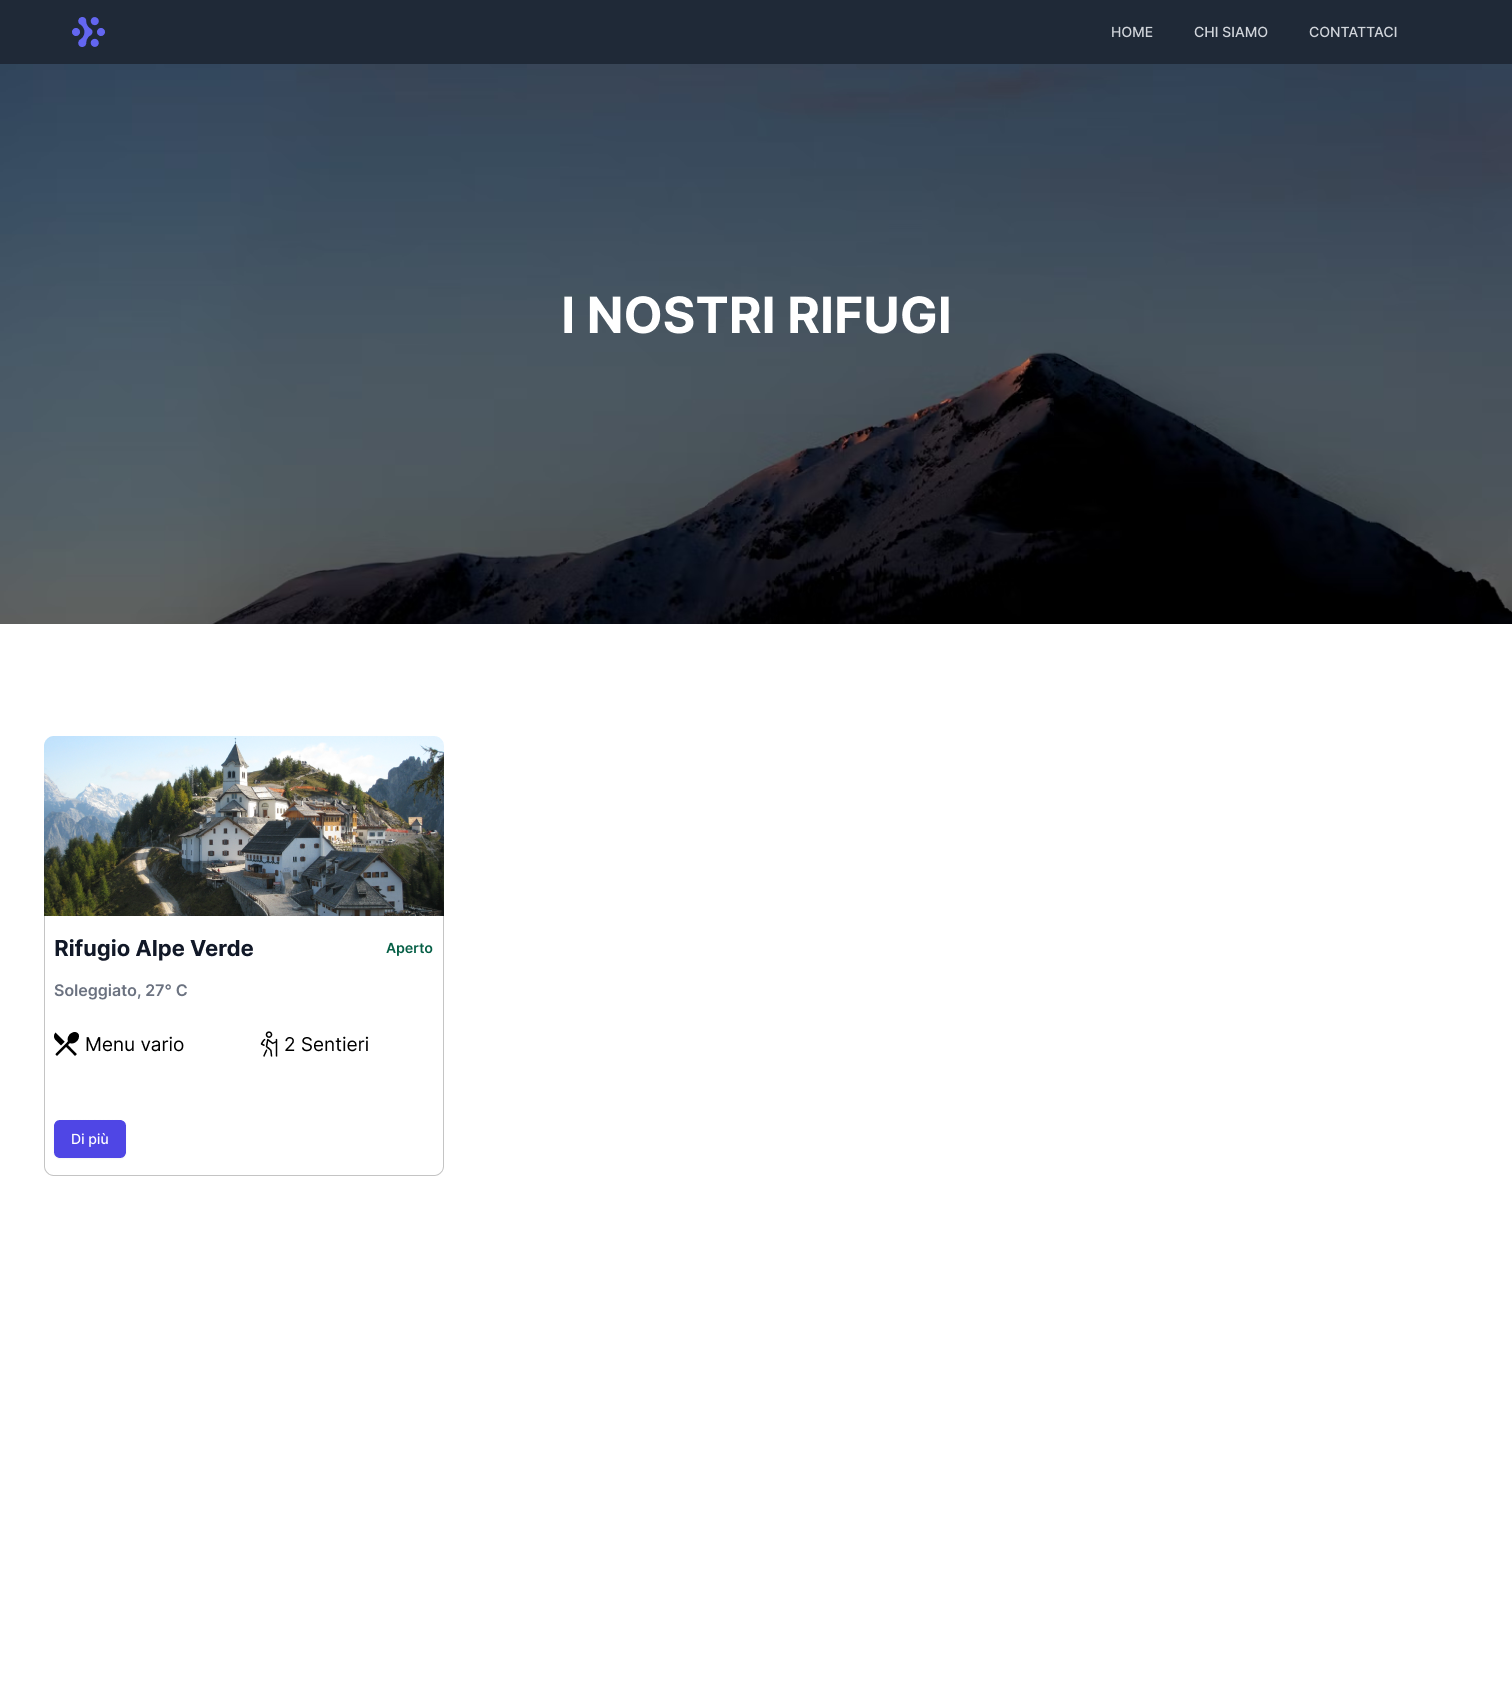 HOME CHI SIAMO CONTATTACI
I NOSTRI RIFUGI
Rifugio Alpe Verde Aperto
Soleggiato, 27° C
Menu vario 2 Sentieri
Di più